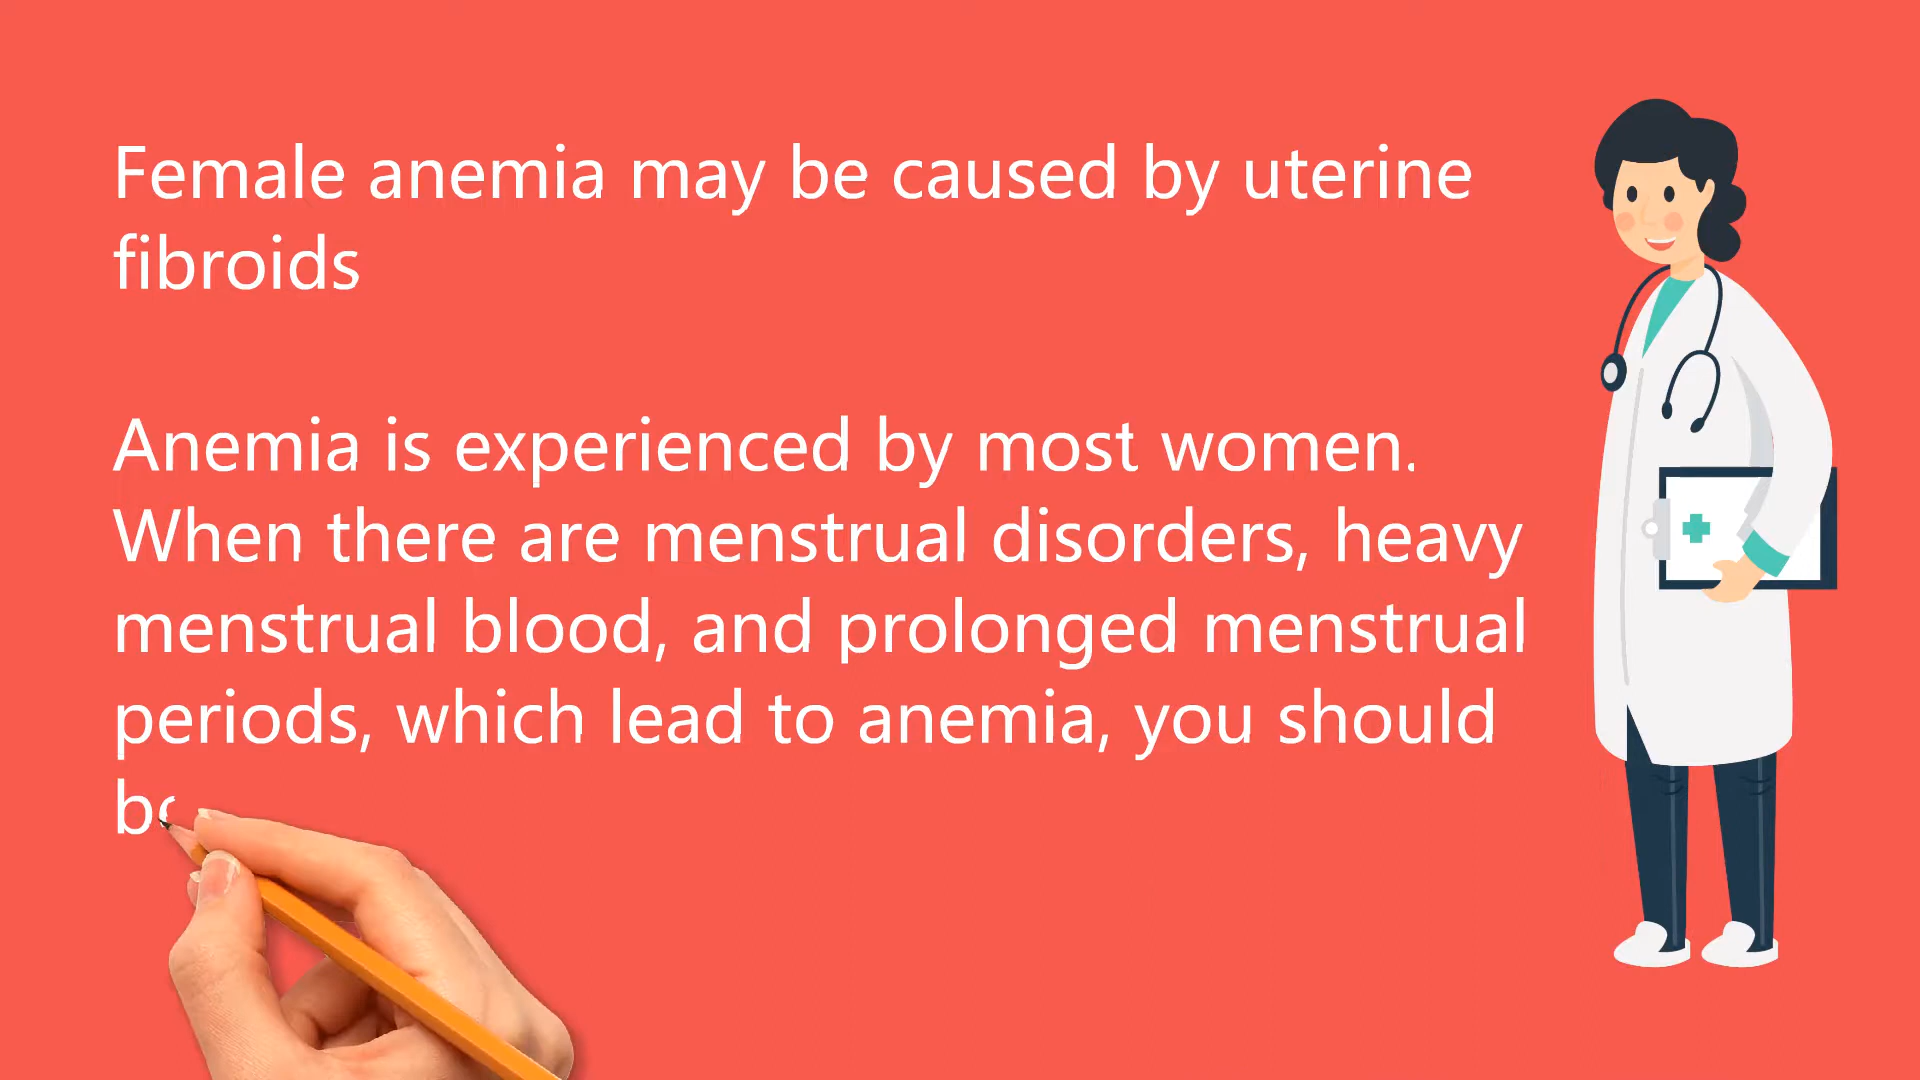 Female anemia may be caused by uterine
fibroids
Anemia is experienced by most women.
When there are menstrual disorders, heavy
menstrual blood, and prolonged menstrual
periods, which lead to anemia, you should